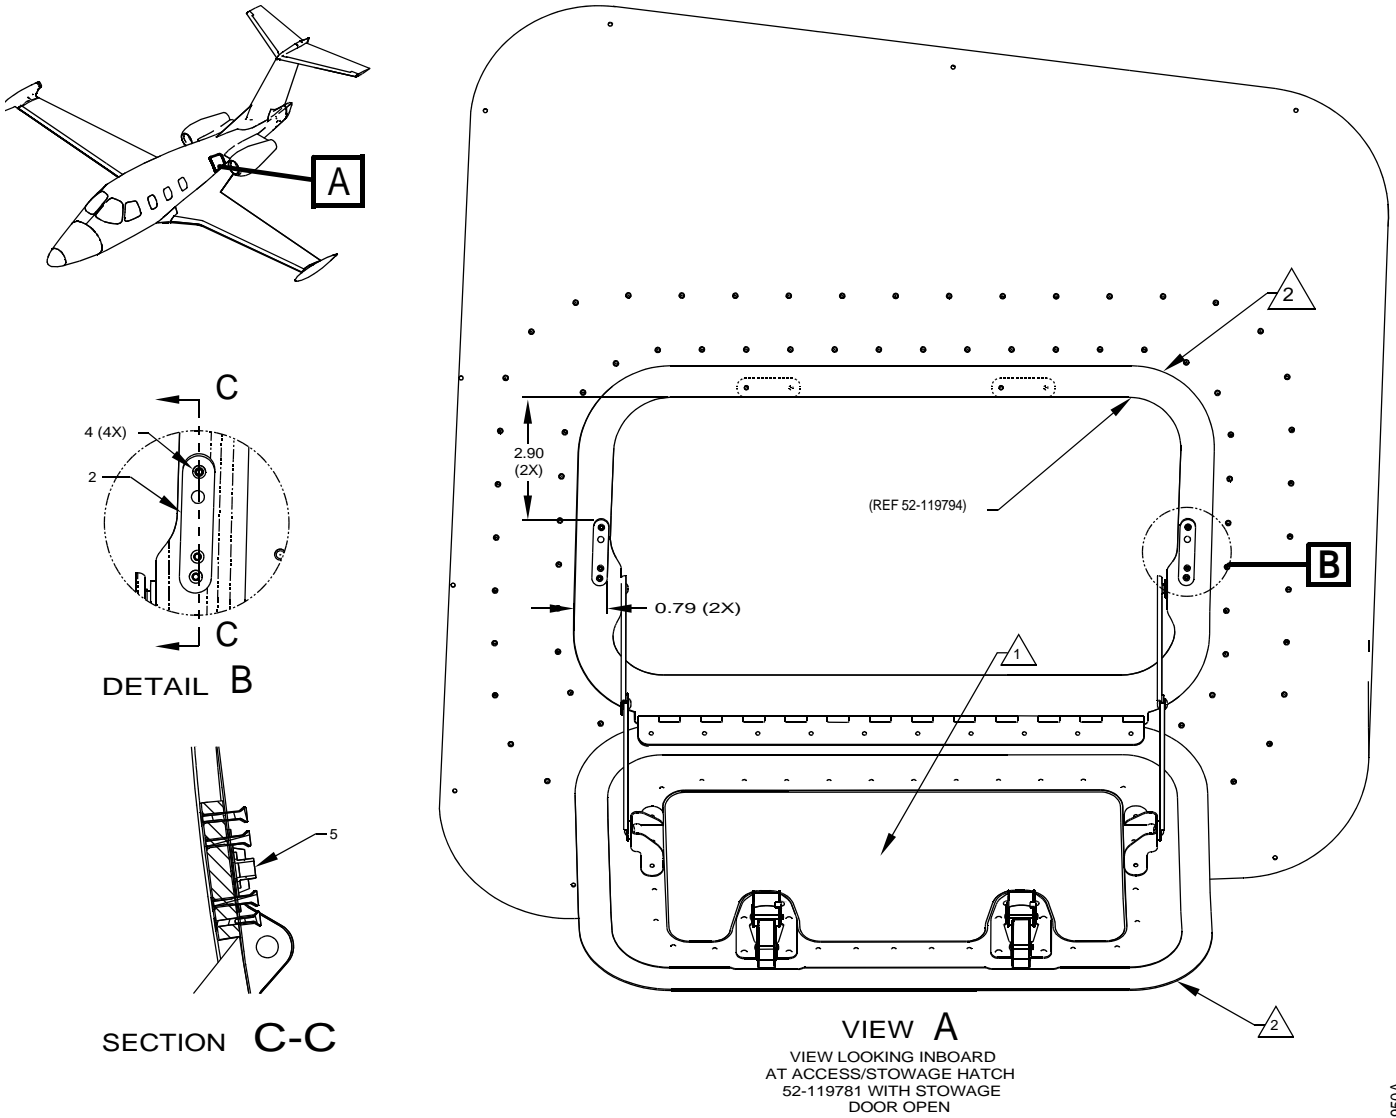 A
2
C
4 (4X)
2
2.90
(2X)
(REF 52-119794)
B
0.79 (2X)
C
1
DETAIL B
5
2
SECTION C-C
VIEW A
VIEW LOOKING INBOARD
AT ACCESS/STOWAGE HATCH
52-119781 WITH STOWAGE
DOOR OPEN